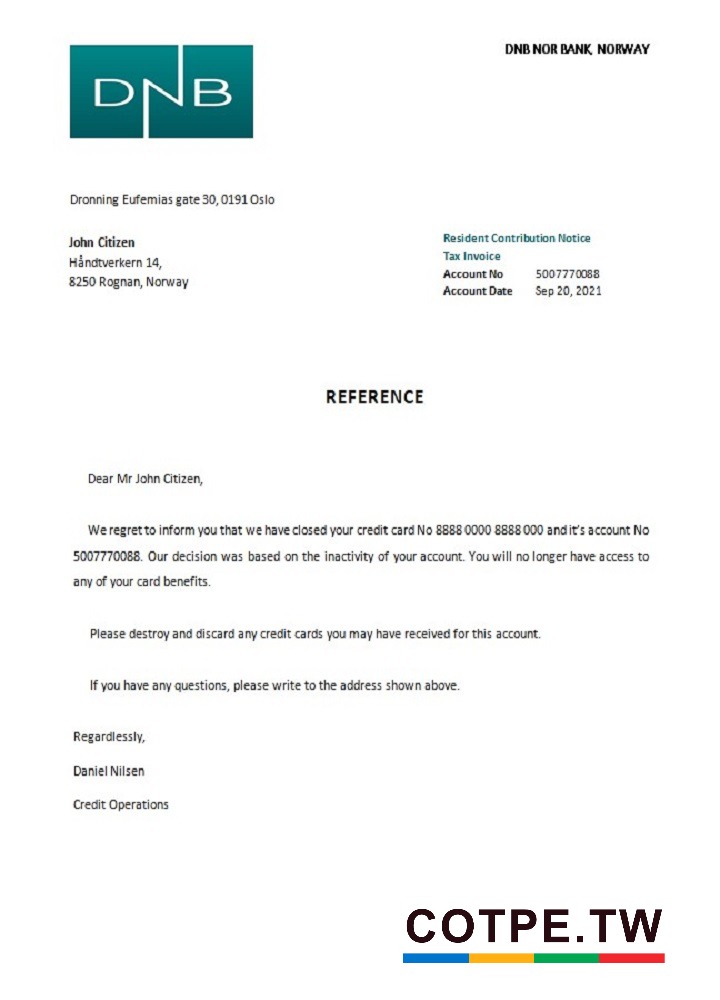 DNB
DNB NOR BANK, NORWAY
Dronning Eufemias gate 30, 0191 Oslo
John Citizen
Håndtverkern 14,
8250 Rognan, Norway
Resident Contribution Notice
Tax Invoice
Account No 5007770088
Account Date Sep 20, 2021
REFERENCE
Dear Mr John Citizen,
We regret to inform you that we have closed your credit card No 8888 0000 8888 000 and it's account No
5007770088. Our decision was based on the inactivity of your account. You will no longer have access to
any of your card benefits.
Please destroy and discard any credit cards you may have received for this account.
If you have any questions, please write to the address shown above.
Regardlessly,
Daniel Nilsen
Credit Operations
COTPE.TW